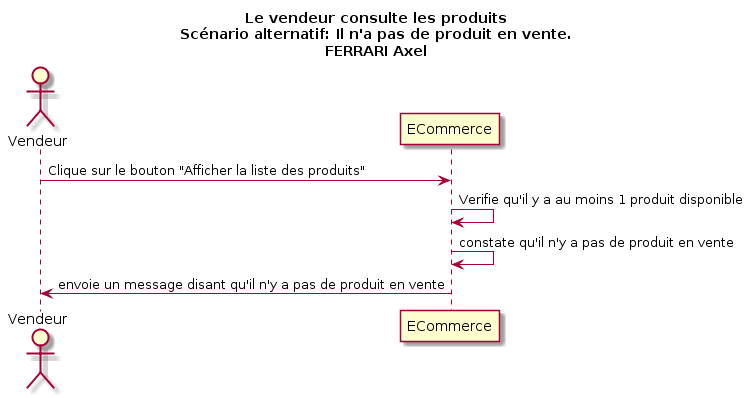 Le vendeur consulte les produits
Scénario alternatif: Il n'a pas de produit en vente.
FERRARI Axel
Vendeur
ECommerce
Clique sur le bouton "Afficher la liste des produits"
Verifie qu'il y a au moins 1 produit disponible
constate qu'il n'y a pas de produit en vente
envoie un message disant qu'il n'y a pas de produit en vente
Vendeur
ECommerce